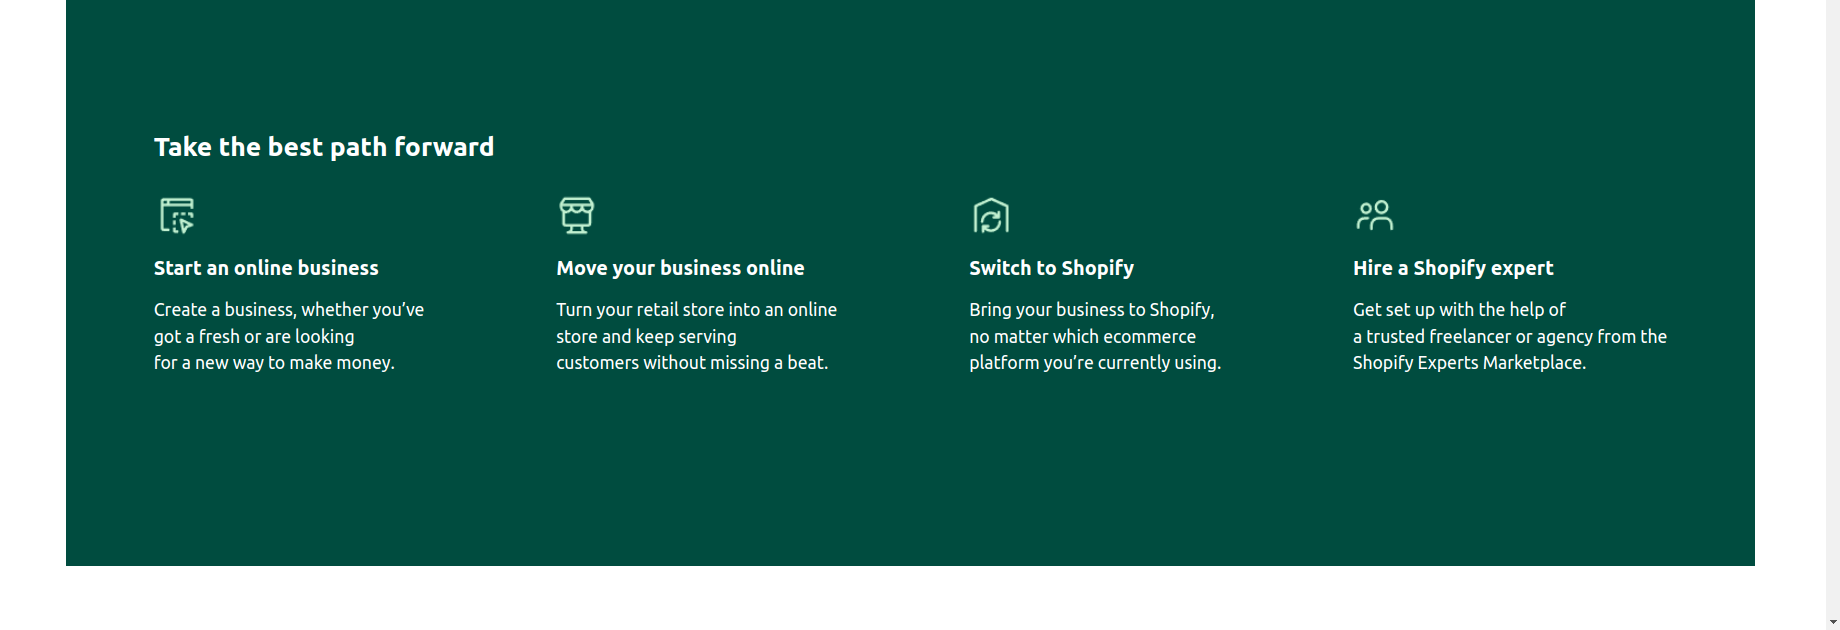 Take the best path forward
Start an online business
Create a business, whether you’ve
got a fresh or are looking
for a new way to make money.
Move your business online
Turn your retail store into an online
store and keep serving
customers without missing a beat.
Switch to Shopify
Bring your business to Shopify,
no matter which ecommerce
platform you’re currently using.
Hire a Shopify expert
Get set up with the help of
a trusted freelancer or agency from the
Shopify Experts Marketplace.